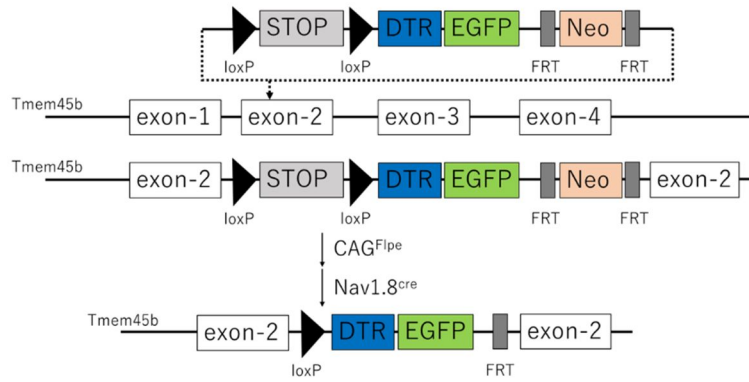 STOP DTR EGFP Neo
loxP loxP FRT FRT
Tmem45b
exon-1 exon-2 exon-3 exon-4
Tmem45b
exon-2 STOP DTR EGFP Neo exon-2
loxP loxP FRT FRT
CAGFlpe
Nav1.8cre
Tmem45b
exon-2 DTR EGFP exon-2
loxP FRT